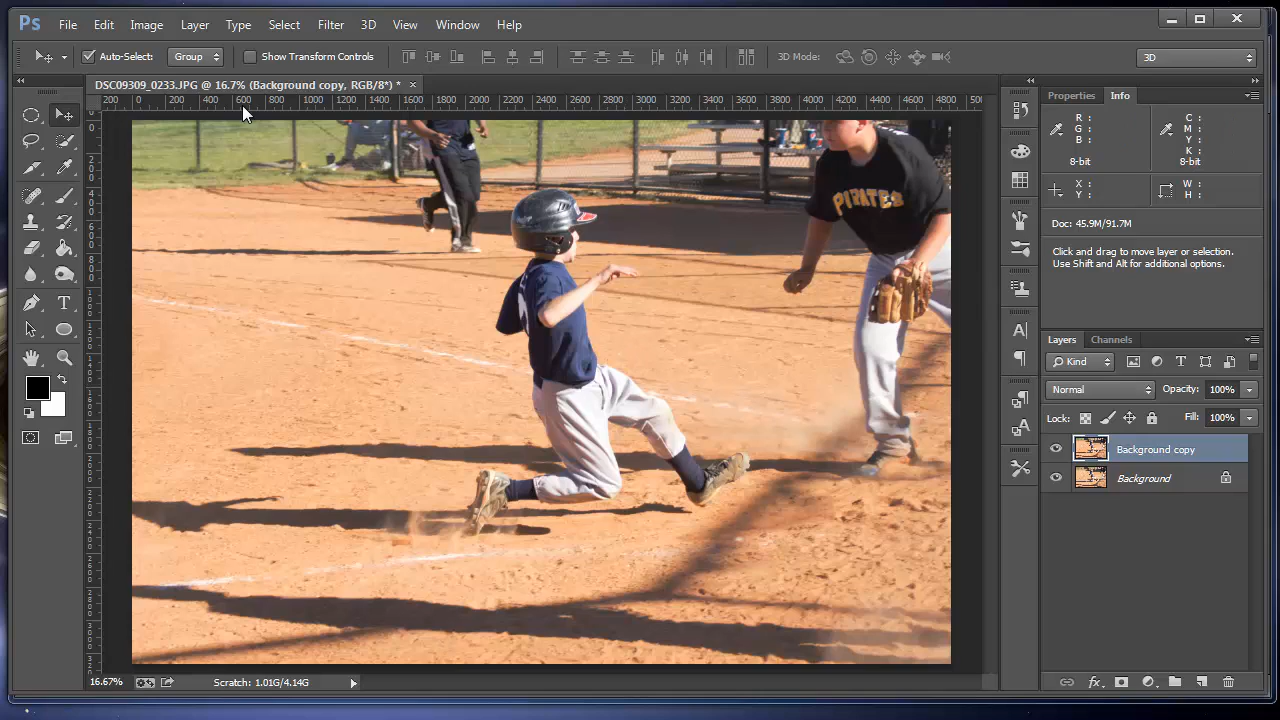 Ps File Edit Image Layer Type Select Filter 3D View Window Help
Auto-Select: Group Show Transform Controls 3D Mode: 3D
DSC09309_0233.JPG @ 16.7% (Background copy, RGB/8*) * ×
200 0 200 400 600 800 1000 1200 1400 1600 1800 2000 2200 2400 2600 2800 3000 3200 3400 3600 3800 4000 4200 4400 4600 4800
Properties Info
R: C:
G: M:
B: Y:
K:
8-bit 8-bit
X: W:
Y: H:
Doc: 45.9M/91.7M
Click and drag to move layer or selection.
Use Shift and Alt for additional options.
PIRATES
Layers Channels
Kind
Normal Opacity: 100%
Lock: Fill: 100%
Background copy
Background
16.67% Scratch: 1.01G/4.14G